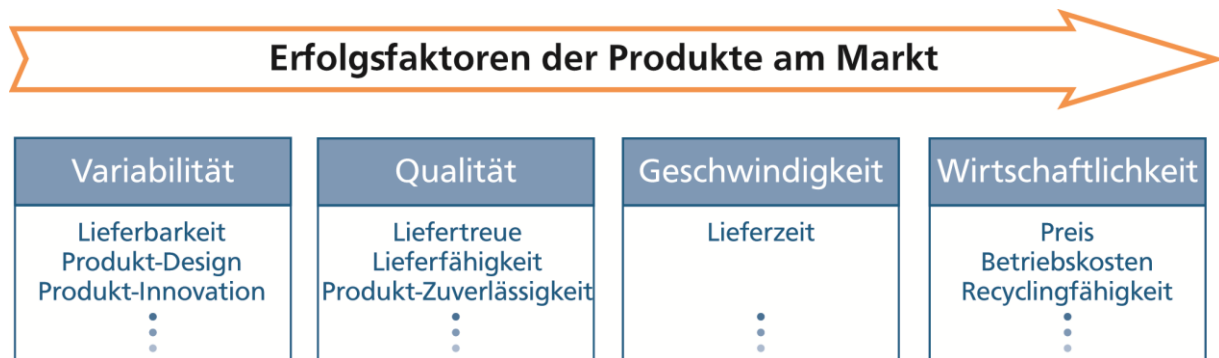 Erfolgsfaktoren der Produkte am Markt
Variabilität
Lieferbarkeit
Produkt-Design
Produkt-Innovation
Qualität
Liefertreue
Lieferfähigkeit
Produkt-Zuverlässigkeit
Geschwindigkeit
Lieferzeit
Wirtschaftlichkeit
Preis
Betriebskosten
Recyclingfähigkeit